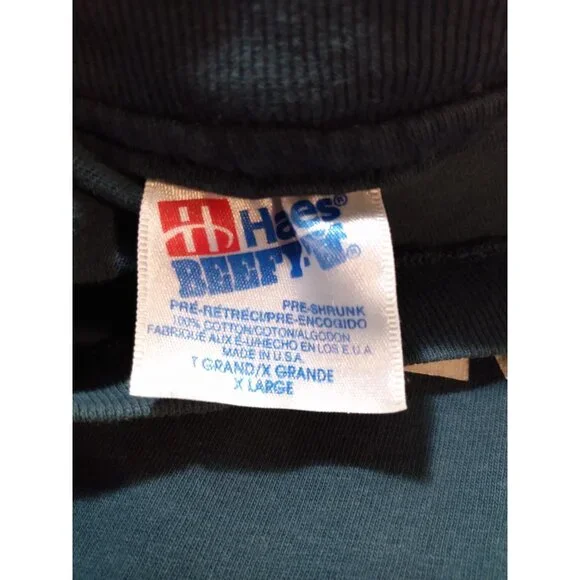 Hanes®
BEEFY-T®
PRE-SHRUNK
PRÉ-RÉTRÉCI/PRE-ENCOGIDO
100% COTTON/COTON/ALGODON
FABRIQUÉ AUX É-U/HECHO EN LOS E.U.A
MADE IN U.S.A.
T GRAND/X GRANDE
X LARGE